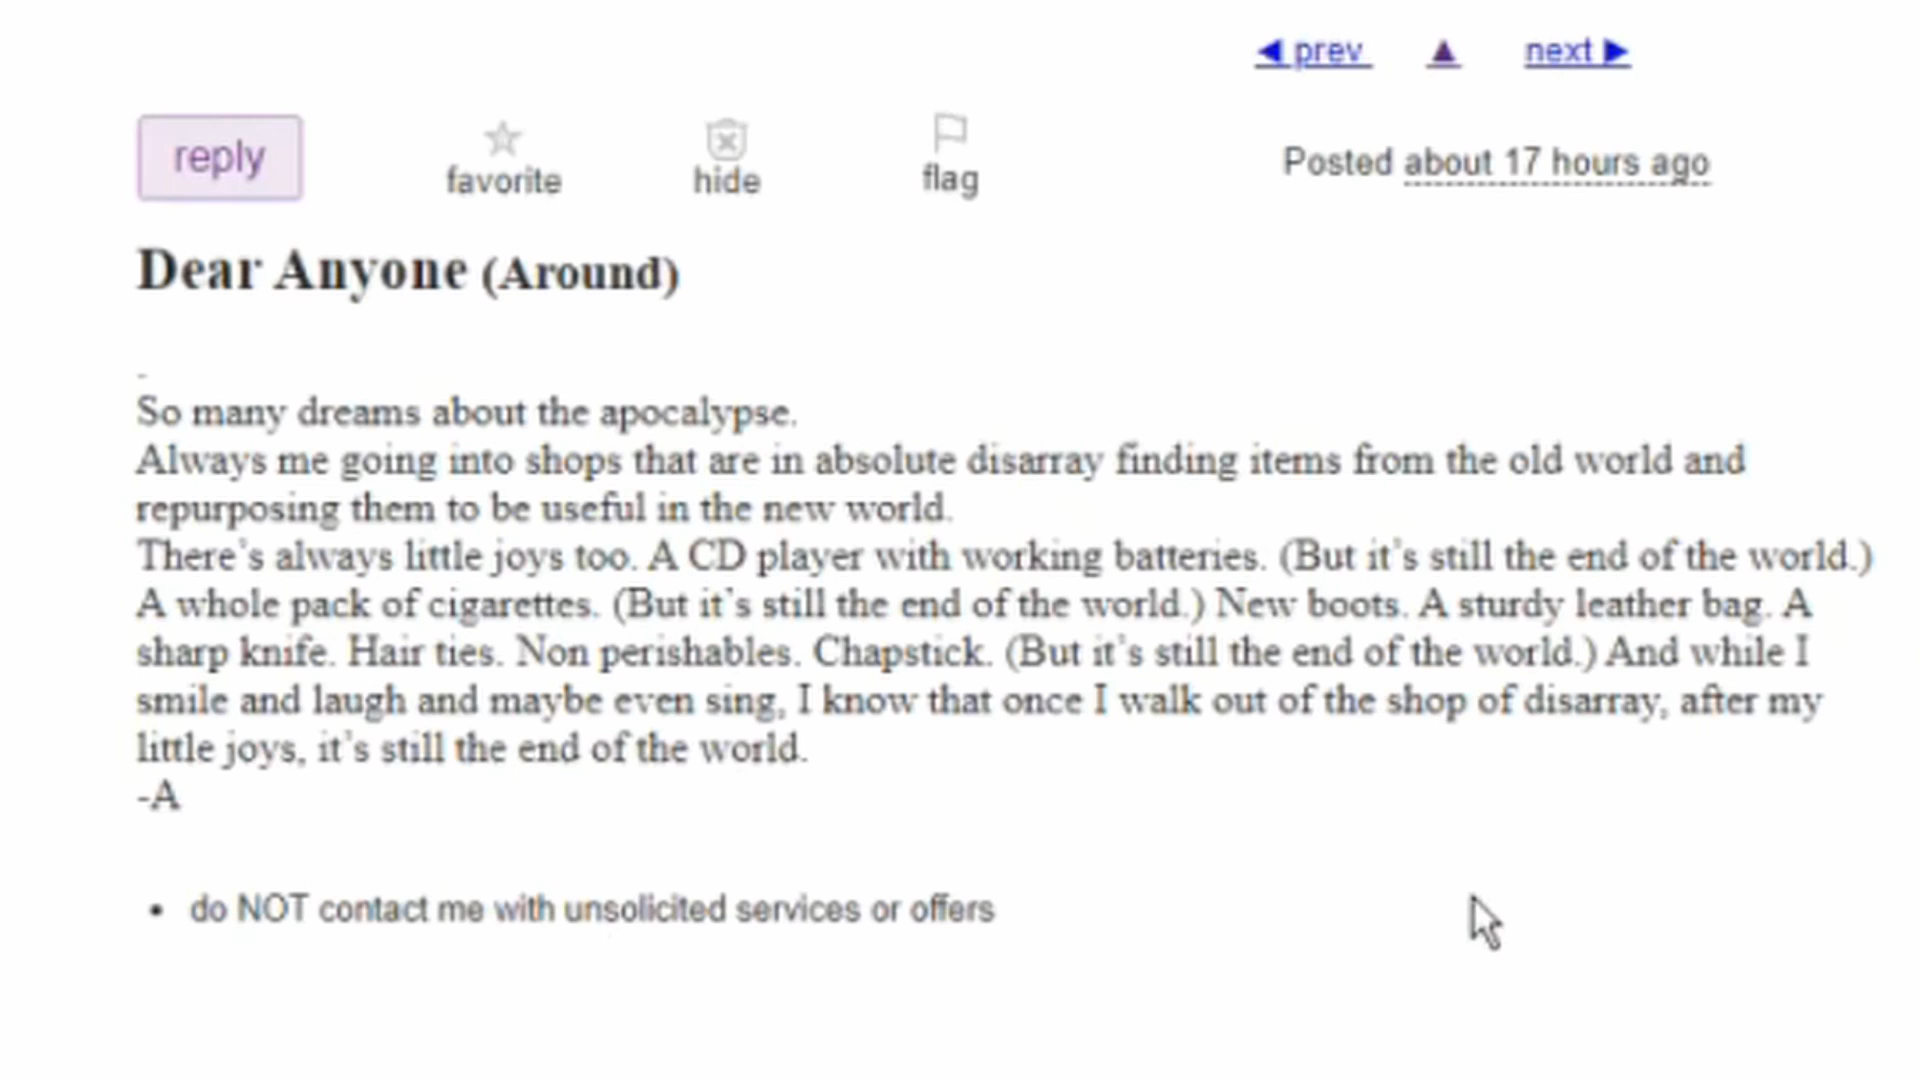 ◀ prev ▲ next ▶
reply favorite hide flag Posted about 17 hours ago
Dear Anyone (Around)
-
So many dreams about the apocalypse.
Always me going into shops that are in absolute disarray finding items from the old world and
repurposing them to be useful in the new world.
There's always little joys too. A CD player with working batteries. (But it's still the end of the world.)
A whole pack of cigarettes. (But it's still the end of the world.) New boots. A sturdy leather bag. A
sharp knife. Hair ties. Non perishables. Chapstick. (But it's still the end of the world.) And while I
smile and laugh and maybe even sing, I know that once I walk out of the shop of disarray, after my
little joys, it's still the end of the world.
-A
• do NOT contact me with unsolicited services or offers